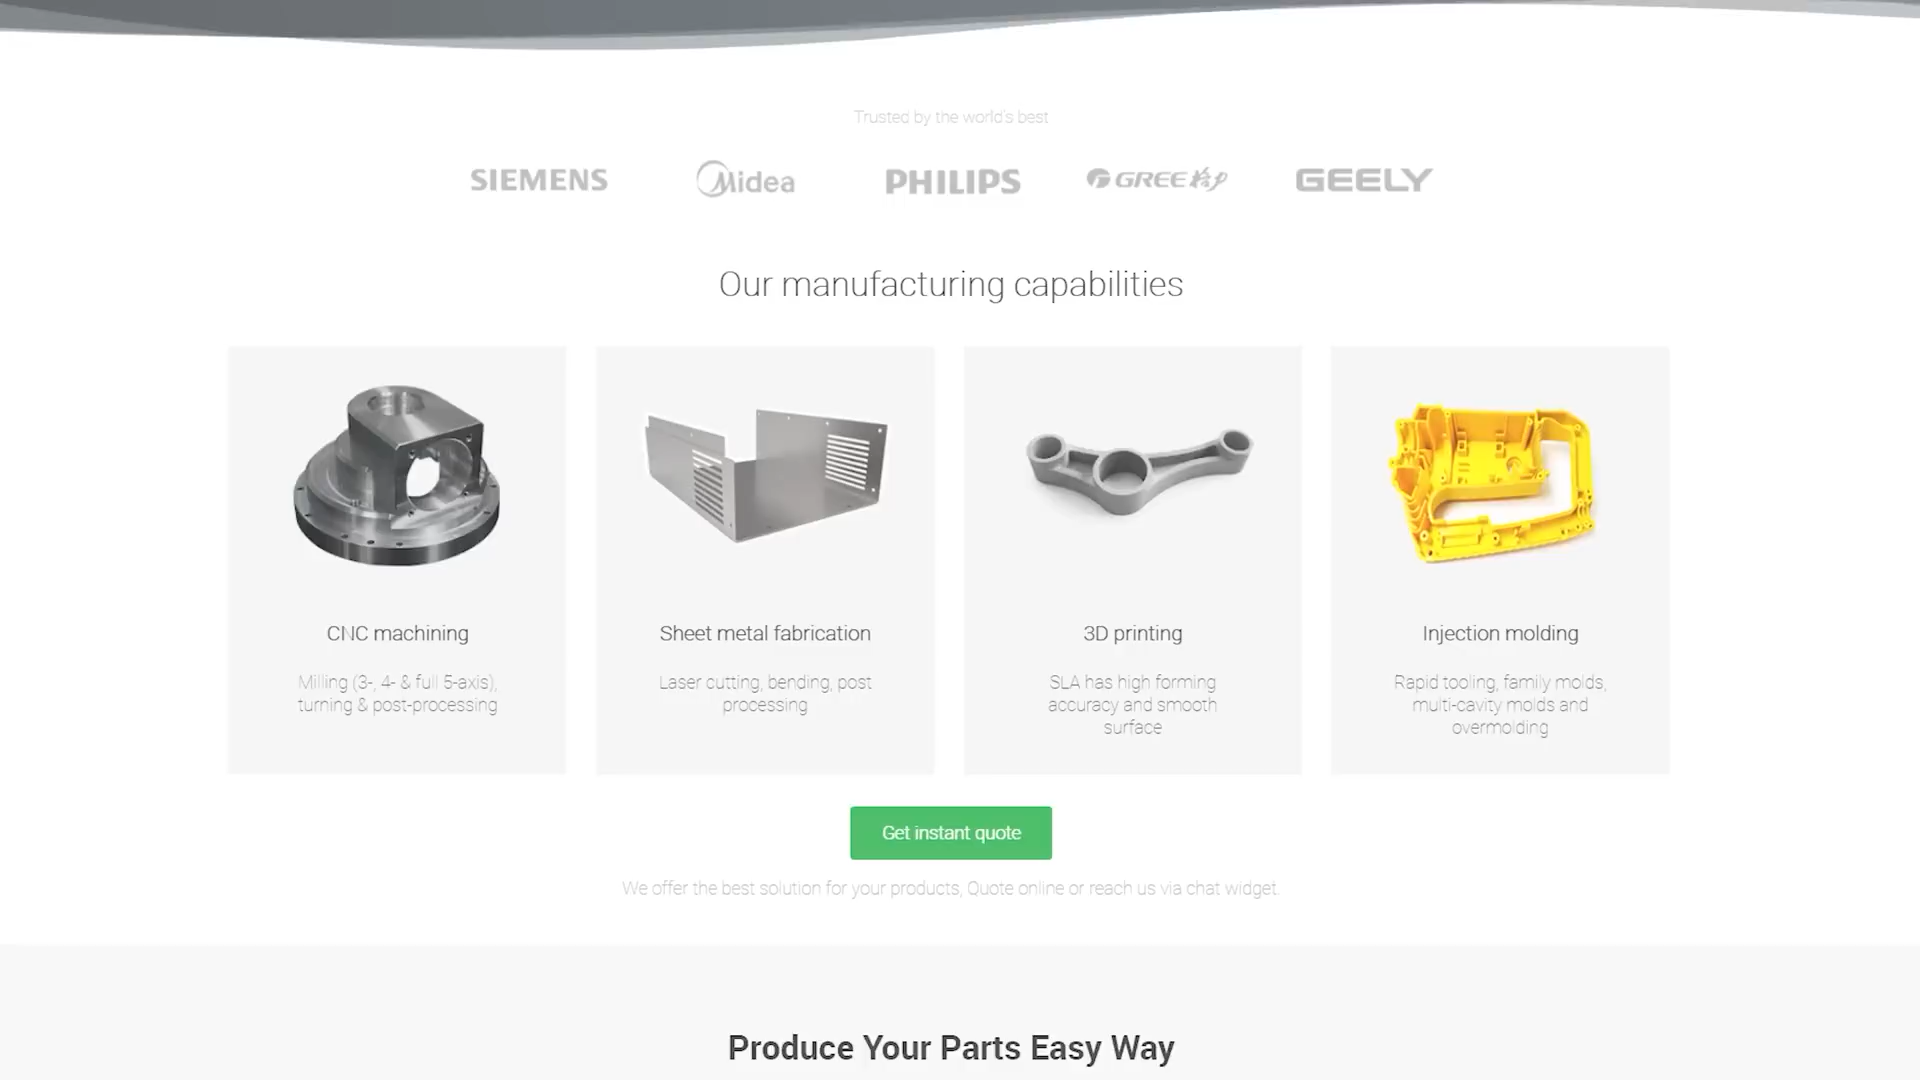 Trusted by the world's best
SIEMENS
Midea
PHILIPS
GREE 格力
GEELY
Our manufacturing capabilities
CNC machining
Milling (3-, 4- & full 5-axis),
turning & post-processing
Sheet metal fabrication
Laser cutting, bending, post
processing
3D printing
SLA has high forming
accuracy and smooth
surface
Injection molding
Rapid tooling, family molds,
multi-cavity molds and
overmolding
Get instant quote
We offer the best solution for your products, Quote online or reach us via chat widget.
Produce Your Parts Easy Way